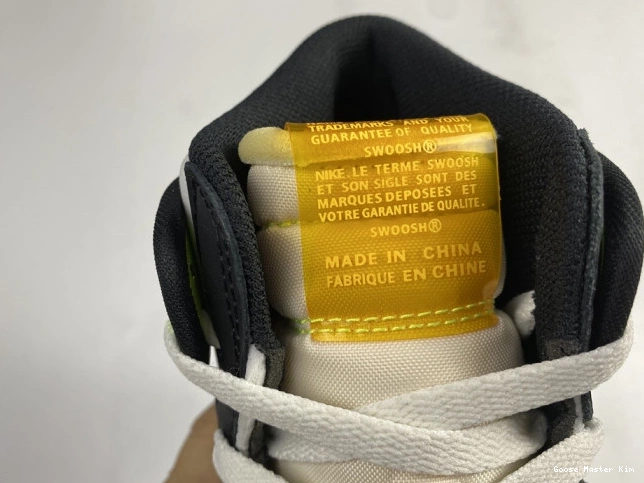 TRADEMARKS AND YOUR
GUARANTEE OF QUALITY
SWOOSH®
NIKE. LE TERME SWOOSH
ET SON SIGLE SONT DES
MARQUES DEPOSEES ET
VOTRE GARANTIE DE QUALITE.
SWOOSH®
MADE IN CHINA
FABRIQUE EN CHINE
Goose Master Kim